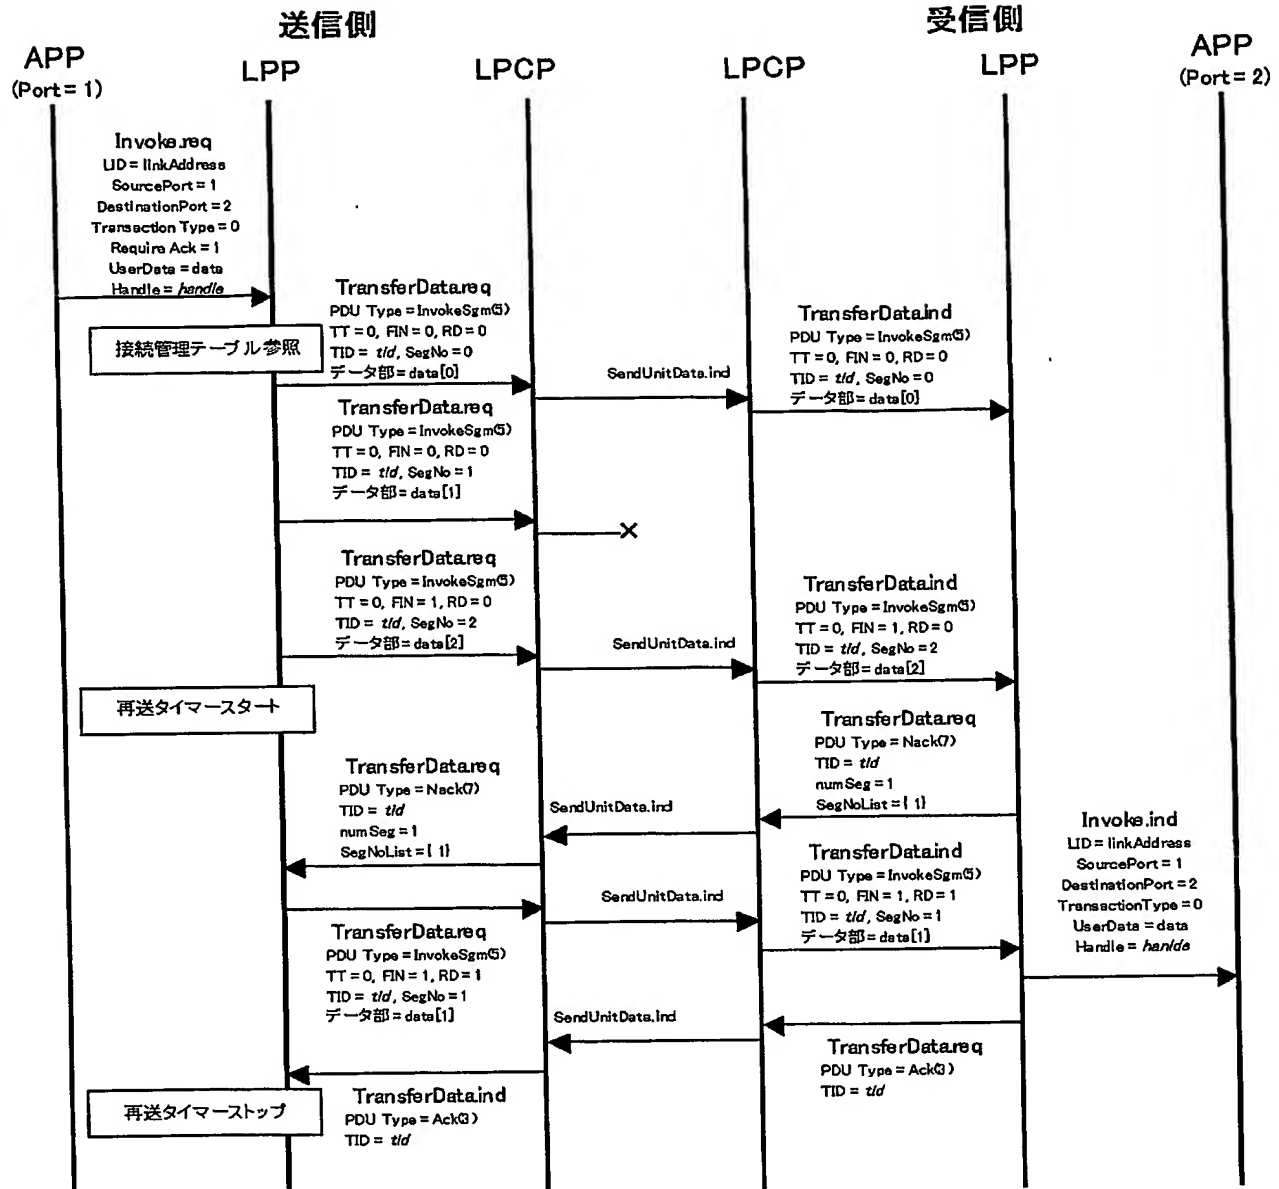 送信側
受信側
APP
(Port= 1)
LPP
LPCP
LPCP
LPP
APP
(Port= 2)
Invoke.req
LID = linkAddress
SourcePort = 1
DestinationPort = 2
Transaction Type = 0
Require Ack = 1
UserData = data
Handle = handle
接続管理テーブル参照
TransferData.req
PDU Type = InvokeSgm(5)
TT = 0, FIN = 0, RD = 0
TID = tid, SegNo = 0
データ部 = data[0]
SendUnitData.ind
TransferData.ind
PDU Type = InvokeSgm(5)
TT = 0, FIN = 0, RD = 0
TID = tid, SegNo = 0
データ部 = data[0]
TransferData.req
PDU Type = InvokeSgm(5)
TT = 0, FIN = 0, RD = 0
TID = tid, SegNo = 1
データ部 = data[1]
TransferData.req
PDU Type = InvokeSgm(5)
TT = 0, FIN = 1, RD = 0
TID = tid, SegNo = 2
データ部 = data[2]
SendUnitData.ind
TransferData.ind
PDU Type = InvokeSgm(5)
TT = 0, FIN = 1, RD = 0
TID = tid, SegNo = 2
データ部 = data[2]
再送タイマースタート
TransferData.req
PDU Type = Nack(7)
TID = tid
numSeg = 1
SegNoList = { 1}
SendUnitData.ind
TransferData.req
PDU Type = Nack(7)
TID = tid
numSeg = 1
SegNoList = { 1}
SendUnitData.ind
TransferData.ind
PDU Type = InvokeSgm(5)
TT = 0, FIN = 1, RD = 1
TID = tid, SegNo = 1
データ部 = data[1]
Invoke.ind
LID = linkAddress
SourcePort = 1
DestinationPort = 2
TransactionType = 0
UserData = data
Handle = hanlde
TransferData.req
PDU Type = InvokeSgm(5)
TT = 0, FIN = 1, RD = 1
TID = tid, SegNo = 1
データ部 = data[1]
SendUnitData.ind
TransferData.req
PDU Type = Ack(3)
TID = tid
再送タイマーストップ
TransferData.ind
PDU Type = Ack(3)
TID = tid